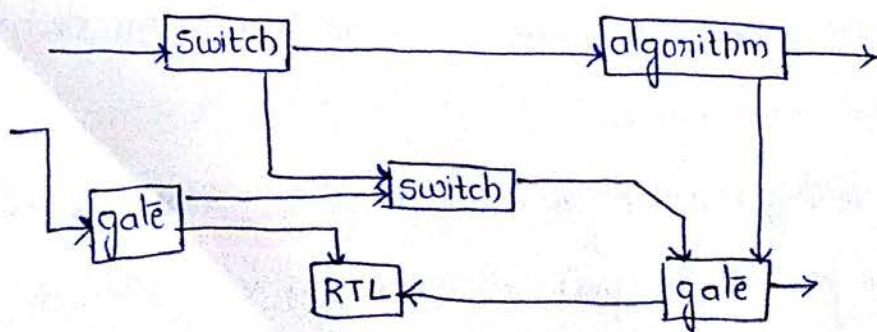 switch
algorithm
switch
gate
RTL
gate